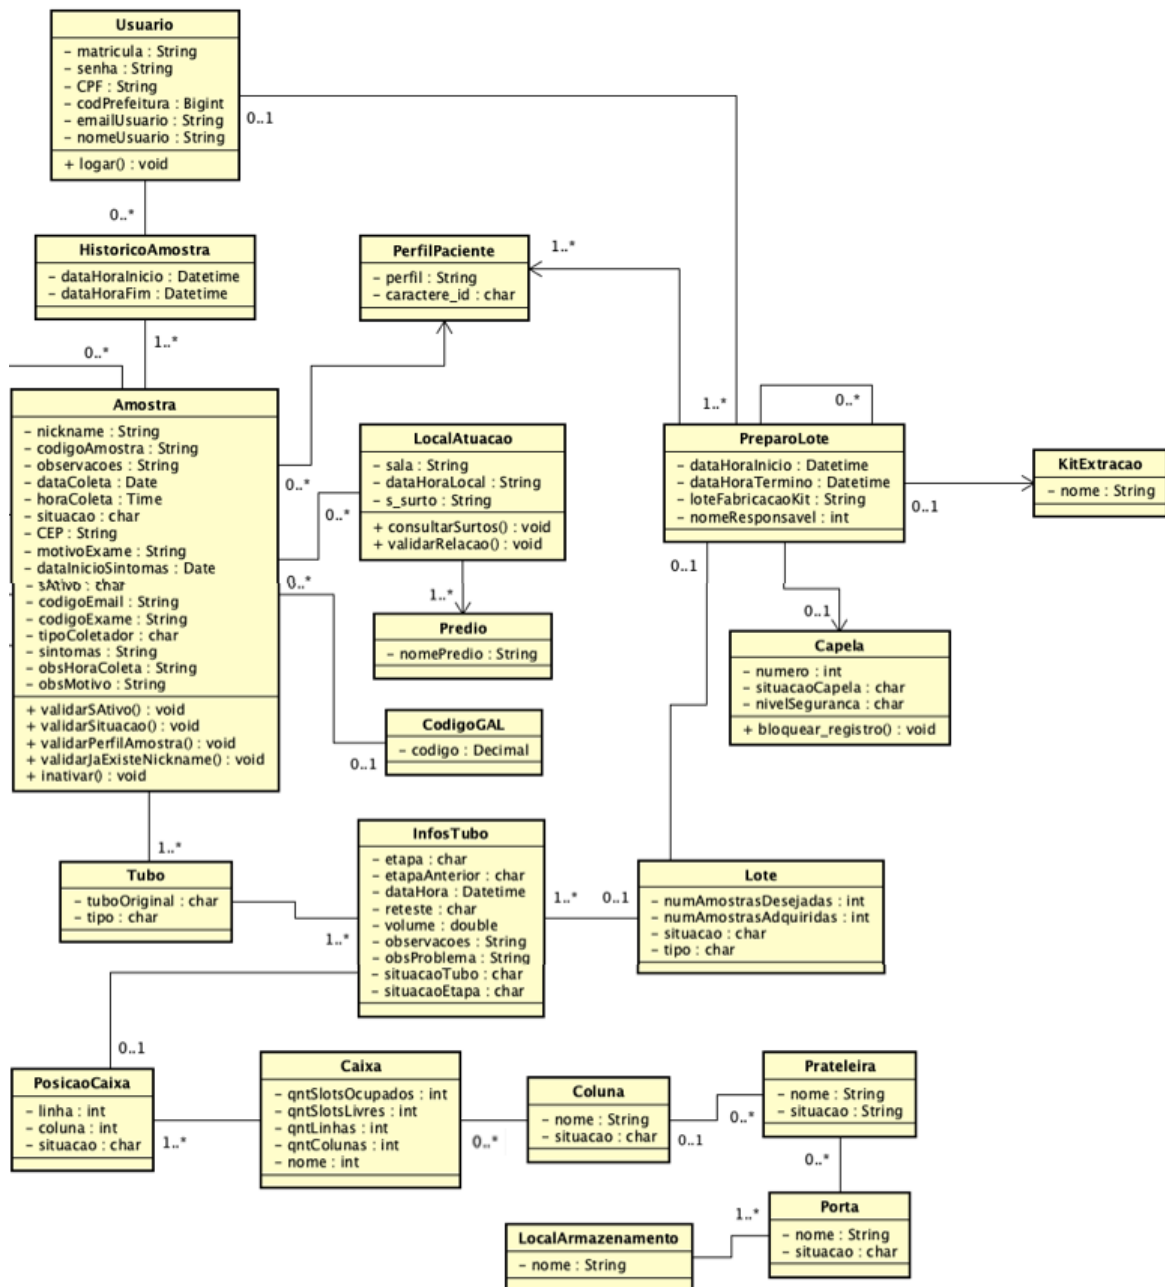 Usuario
– matricula : String
– senha : String
– CPF : String
– codPrefeitura : Bigint
– emailUsuario : String
– nomeUsuario : String
+ logar() : void
0..1
0..*
HistoricoAmostra
– dataHoraInicio : Datetime
– dataHoraFim : Datetime
1..*
0..*
PerfilPaciente
– perfil : String
– caractere_id : char
1..*
Amostra
– nickname : String
– codigoAmostra : String
– observacoes : String
– dataColeta : Date
– horaColeta : Time
– situacao : char
– CEP : String
– motivoExame : String
– dataInicioSintomas : Date
– sAtivo : char
– codigoEmail : String
– codigoExame : String
– tipoColetador : char
– sintomas : String
– obsHoraColeta : String
– obsMotivo : String
+ validarSAtivo() : void
+ validarSituacao() : void
+ validarPerfilAmostra() : void
+ validarJaExisteNickname() : void
+ inativar() : void
0..*
0..*
0..*
LocalAtuacao
– sala : String
– dataHoraLocal : String
– s_surto : String
+ consultarSurtos() : void
+ validarRelacao() : void
1..*
Predio
– nomePredio : String
CodigoGAL
– codigo : Decimal
0..1
1..*
0..*
PreparoLote
– dataHoraInicio : Datetime
– dataHoraTermino : Datetime
– loteFabricacaoKit : String
– nomeResponsavel : int
0..1
KitExtracao
– nome : String
0..1
0..1
Capela
– numero : int
– situacaoCapela : char
– nivelSeguranca : char
+ bloquear_registro() : void
1..*
Tubo
– tuboOriginal : char
– tipo : char
1..*
InfosTubo
– etapa : char
– etapaAnterior : char
– dataHora : Datetime
– reteste : char
– volume : double
– observacoes : String
– obsProblema : String
– situacaoTubo : char
– situacaoEtapa : char
1..*
0..1
Lote
– numAmostrasDesejadas : int
– numAmostrasAdquiridas : int
– situacao : char
– tipo : char
0..1
PosicaoCaixa
– linha : int
– coluna : int
– situacao : char
1..*
Caixa
– qntSlotsOcupados : int
– qntSlotsLivres : int
– qntLinhas : int
– qntColunas : int
– nome : int
0..*
Coluna
– nome : String
– situacao : char
0..1
0..*
Prateleira
– nome : String
– situacao : String
0..*
Porta
– nome : String
– situacao : char
1..*
LocalArmazenamento
– nome : String